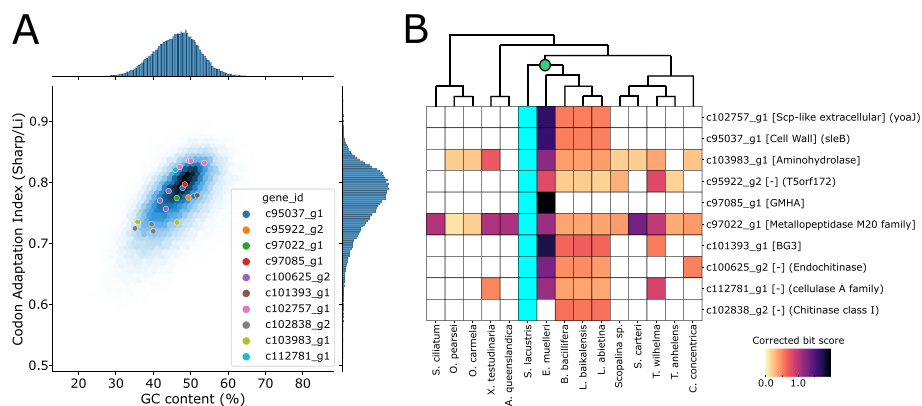 A
B
Codon Adaptation Index (Sharp/Li)
0.9
0.8
0.7
0.6
0.5
20
30
40
50
60
70
80
GC content (%)
gene_id
c95037_g1
c95922_g2
c97022_g1
c97085_g1
c100625_g2
c101393_g1
c102757_g1
c102838_g2
c103983_g1
c112781_g1
c102757_g1 [Scp-like extracellular] (yoaJ)
c95037_g1 [Cell Wall] (sleB)
c103983_g1 [Aminohydrolase]
c95922_g2 [-] (T5orf172)
c97085_g1 [GMHA]
c97022_g1 [Metallopeptidase M20 family]
c101393_g1 [BG3]
c100625_g2 [-] (Endochitinase)
c112781_g1 [-] (cellulase A family)
c102838_g2 [-] (Chitinase class I)
S. ciliatum
O. pearsei
O. carmela
X. testudinaria
A. queenslandica
S. lacustris
E. muelleri
B. bacillifera
L. baikalensis
L. abietina
Scopalina sp.
S. carteri
T. wilhelma
T. anhelens
C. concentrica
Corrected bit score
0.0
1.0